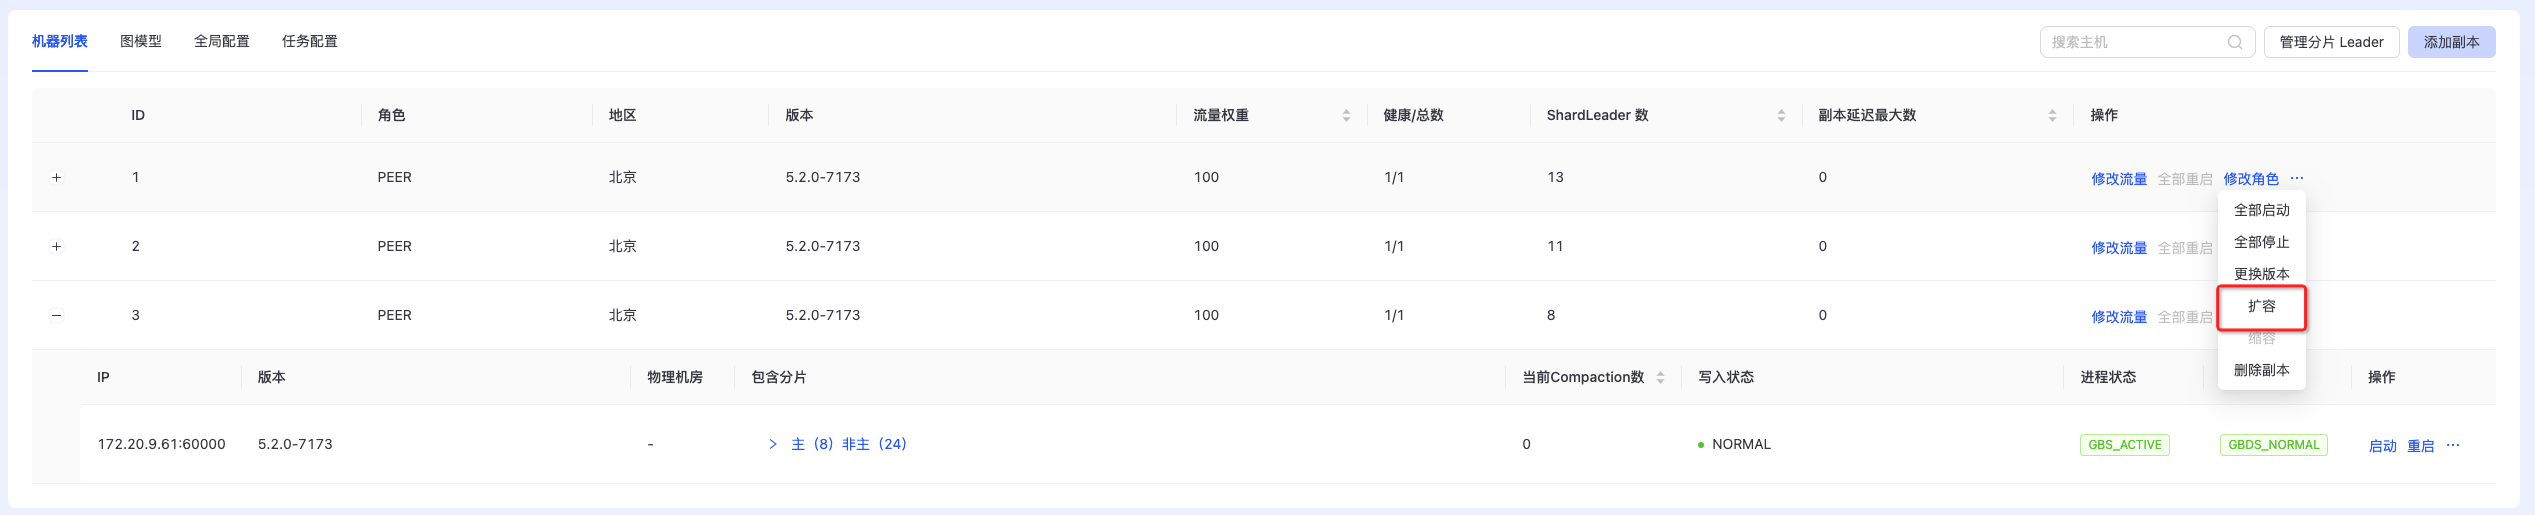 机器列表 图模型 全局配置 任务配置 搜索主机 管理分片 Leader 添加副本
ID 角色 地区 版本 流量权重 健康/总数 ShardLeader 数 副本延迟最大数 操作
1 PEER 北京 5.2.0-7173 100 1/1 13 0 修改流量 全部重启 修改角色 ···
全部启动
全部停止
更换版本
扩容
缩容
删除副本
2 PEER 北京 5.2.0-7173 100 1/1 11 0 修改流量 全部重启
3 PEER 北京 5.2.0-7173 100 1/1 8 0 修改流量 全部重启
IP 版本 物理机房 包含分片 当前Compaction数 写入状态 进程状态 操作
172.20.9.61:60000 5.2.0-7173 - > 主（8）非主（24） 0 NORMAL GBS_ACTIVE GBDS_NORMAL 启动 重启 ···